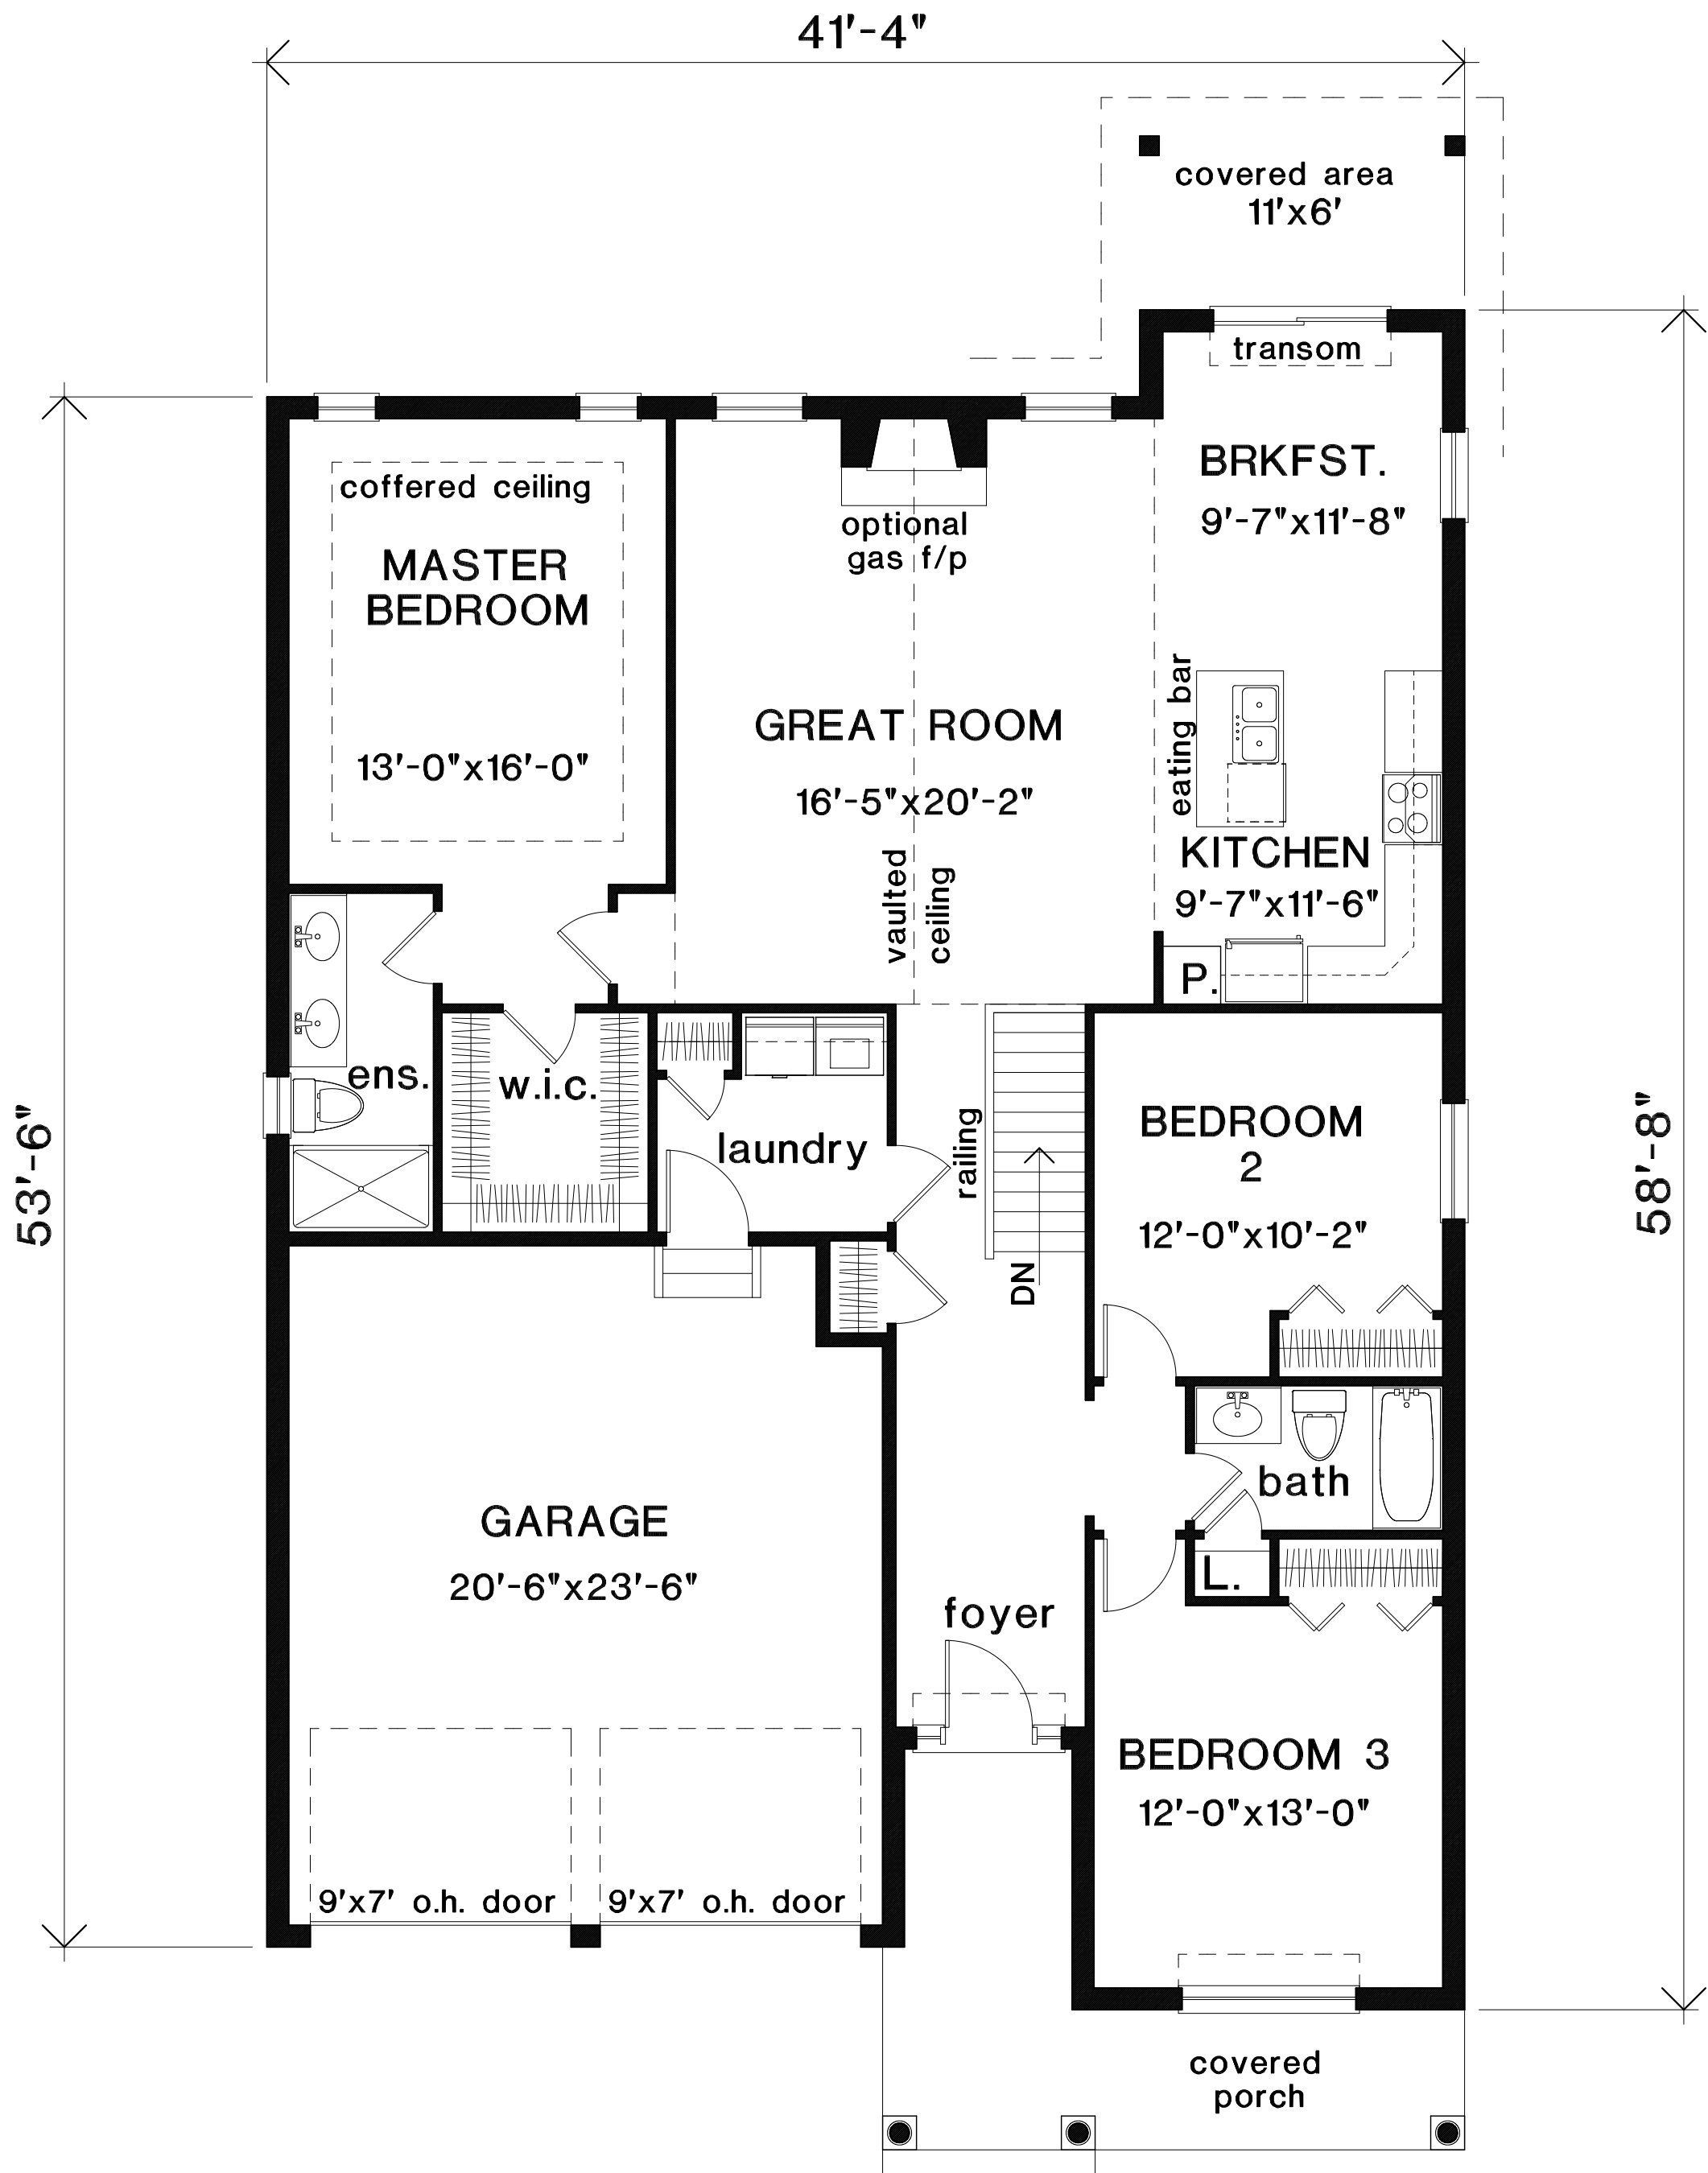 41'-4"
covered area
11'x6'
transom
BRKFST.
9'-7"x11'-8"
coffered ceiling
MASTER
BEDROOM
13'-0"x16'-0"
optional
gas f/p
GREAT ROOM
16'-5"x20'-2"
vaulted
ceiling
eating bar
KITCHEN
9'-7"x11'-6"
P.
ens.
w.i.c.
laundry
railing
DN
BEDROOM
2
12'-0"x10'-2"
53'-6"
58'-8"
bath
L.
GARAGE
20'-6"x23'-6"
foyer
BEDROOM 3
12'-0"x13'-0"
9'x7' o.h. door
9'x7' o.h. door
covered
porch